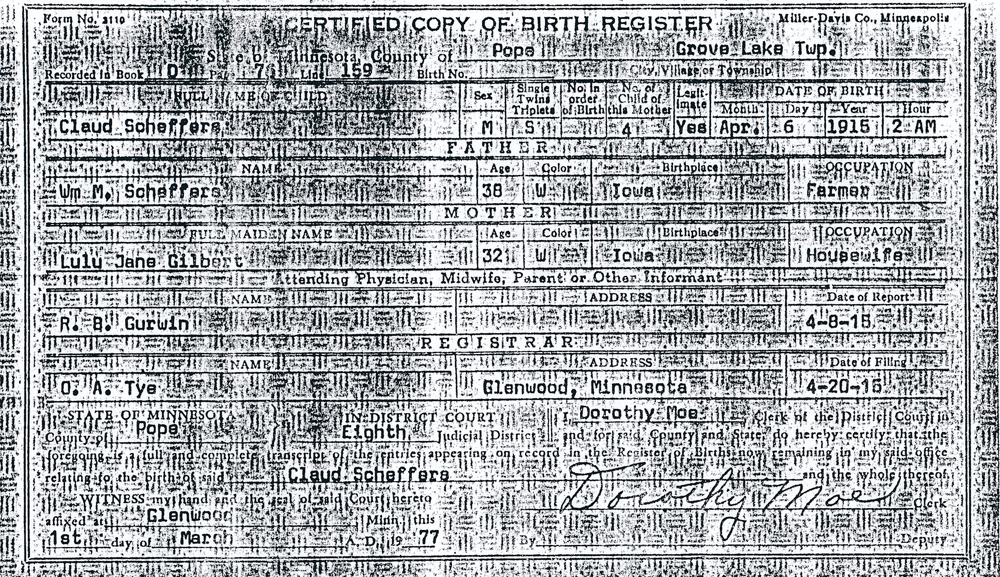 Form No. 2110
CERTIFIED COPY OF BIRTH REGISTER
Miller-Davis Co., Minneapolis
State of Minnesota, County of Pope Grove Lake Twp.
Recorded in Book D Page 7 Line 159 Birth No. City, Village or Township
FULL NAME OF CHILD Sex Single Twins Triplets No. in order of Birth No. of Child of this Mother Legitimate DATE OF BIRTH
Month Day Year Hour
Claud Scheffers M S 4 Yes Apr. 6 1915 2 AM
FATHER
NAME Age Color Birthplace OCCUPATION
Wm M. Scheffers 38 W Iowa Farmer
MOTHER
FULL MAIDEN NAME Age Color Birthplace OCCUPATION
Lulu Jane Gilbert 32 W Iowa Housewife
Attending Physician, Midwife, Parent or Other Informant
NAME ADDRESS Date of Report
R. B. Gurwin 4-8-15
REGISTRAR
NAME ADDRESS Date of Filing
O. A. Tye Glenwood, Minnesota 4-20-15
STATE OF MINNESOTA IN DISTRICT COURT I, Dorothy Moe Clerk of the District Court in
County of Pope Eighth Judicial District and for said County and State do hereby certify that the
foregoing is a full and complete transcript of the entries appearing on record in the Register of Births now remaining in my said office
relating to the birth of said Claud Scheffers and the whole thereof.
WITNESS my hand and the seal of said Court hereto
affixed at Glenwood Minn., this
Dorothy Moe Clerk
1st day of March A. D. 19 77 By Deputy